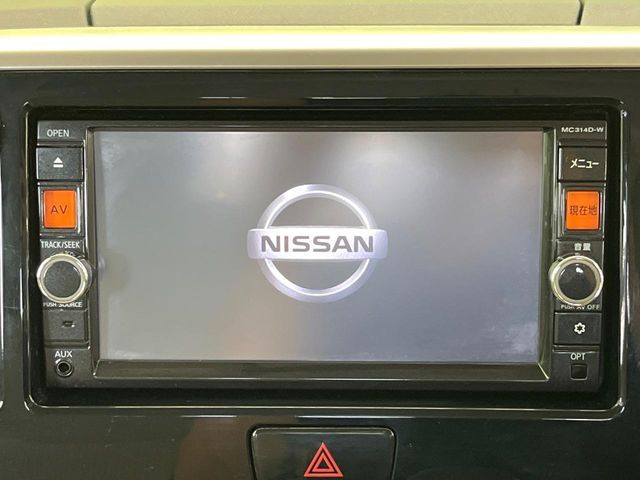 OPEN
MC314D-W
メニュー
AV
現在地
TRACK/SEEK
音量
NISSAN
PUSH SOURCE
PUSH AV OFF
AUX
OPT